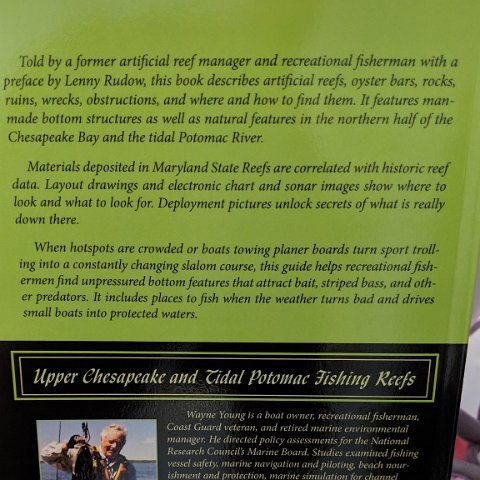 Told by a former artificial reef manager and recreational fisherman with a
preface by Lenny Rudow, this book describes artificial reefs, oyster bars, rocks,
ruins, wrecks, obstructions, and where and how to find them. It features man-
made bottom structures as well as natural features in the northern half of the
Chesapeake Bay and the tidal Potomac River.
Materials deposited in Maryland State Reefs are correlated with historic reef
data. Layout drawings and electronic chart and sonar images show where to
look and what to look for. Deployment pictures unlock secrets of what is really
down there.
When hotspots are crowded or boats towing planer boards turn sport troll-
ing into a constantly changing slalom course, this guide helps recreational fish-
ermen find unpressured bottom features that attract bait, striped bass, and oth-
er predators. It includes places to fish when the weather turns bad and drives
small boats into protected waters.
Upper Chesapeake and Tidal Potomac Fishing Reefs
Wayne Young is a boat owner, recreational fisherman,
Coast Guard veteran, and retired marine environmental
manager. He directed policy assessments for the National
Research Council's Marine Board. Studies examined fishing
vessel safety, marine navigation and piloting, beach nour-
ishment and protection, marine simulation for channel